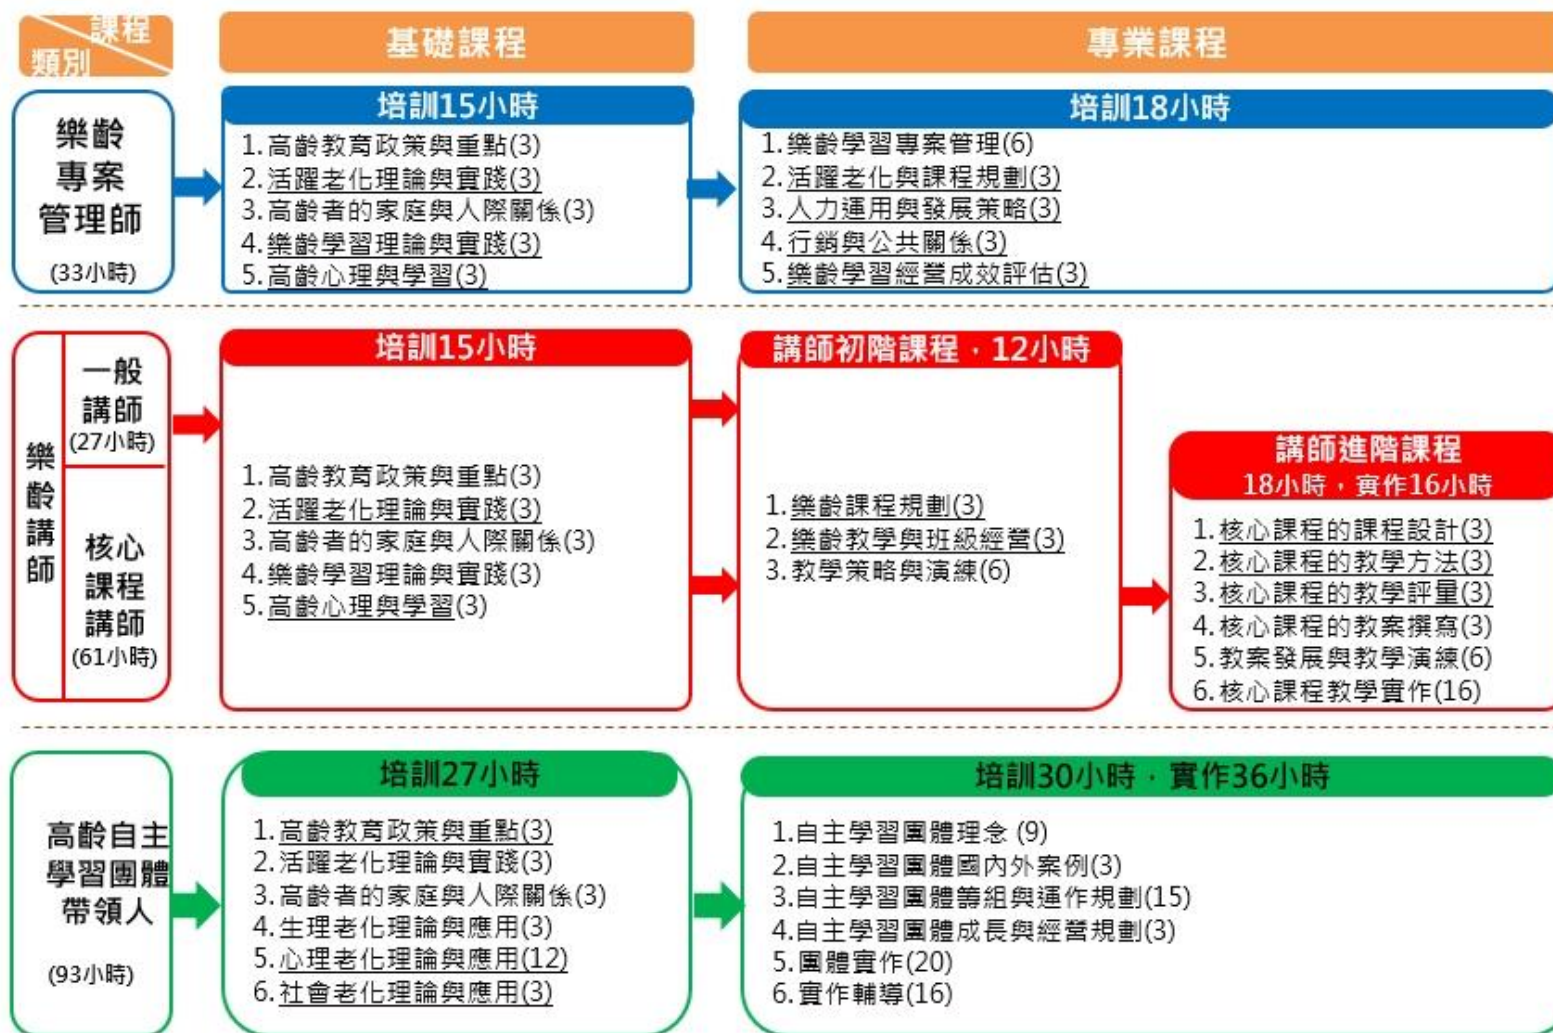 課程
類別
基礎課程
專業課程
樂齡
專案
管理師
(33小時)
培訓15小時
1.高齡教育政策與重點(3)
2.活躍老化理論與實踐(3)
3.高齡者的家庭與人際關係(3)
4.樂齡學習理論與實踐(3)
5.高齡心理與學習(3)
培訓18小時
1.樂齡學習專案管理(6)
2.活躍老化與課程規劃(3)
3.人力運用與發展策略(3)
4.行銷與公共關係(3)
5.樂齡學習經營成效評估(3)
樂齡講師
一般
講師
(27小時)
核心
課程
講師
(61小時)
培訓15小時
1.高齡教育政策與重點(3)
2.活躍老化理論與實踐(3)
3.高齡者的家庭與人際關係(3)
4.樂齡學習理論與實踐(3)
5.高齡心理與學習(3)
講師初階課程，12小時
1.樂齡課程規劃(3)
2.樂齡教學與班級經營(3)
3.教學策略與演練(6)
講師進階課程
18小時，實作16小時
1.核心課程的課程設計(3)
2.核心課程的教學方法(3)
3.核心課程的教學評量(3)
4.核心課程的教案撰寫(3)
5.教案發展與教學演練(6)
6.核心課程教學實作(16)
高齡自主
學習團體
帶領人
(93小時)
培訓27小時
1.高齡教育政策與重點(3)
2.活躍老化理論與實踐(3)
3.高齡者的家庭與人際關係(3)
4.生理老化理論與應用(3)
5.心理老化理論與應用(12)
6.社會老化理論與應用(3)
培訓30小時，實作36小時
1.自主學習團體理念 (9)
2.自主學習團體國內外案例(3)
3.自主學習團體籌組與運作規劃(15)
4.自主學習團體成長與經營規劃(3)
5.團體實作(20)
6.實作輔導(16)